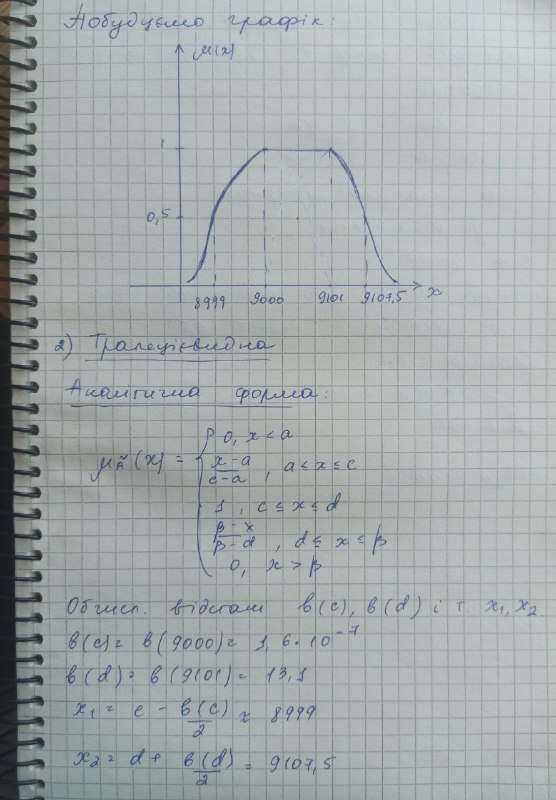 Побудуємо графік:
μ(x)
1
0,5
8999 9000 9101 9107,5 x
2) Трапецієвидна
Аналітична форма:
μ_Ã(x) = { 0, x < a
(x-a)/(c-a), a ≤ x ≤ c
1, c ≤ x ≤ d
(β-x)/(β-d), d ≤ x ≤ β
0, x > β
Обчисл. відстані в(c), в(d) і т. x₁, x₂.
в(c) = в(9000) = 1,6·10⁻⁷
в(d) = в(9101) = 13,1
x₁ = c - в(c)/2 ≈ 8999
x₂ = d + в(d)/2 = 9107,5